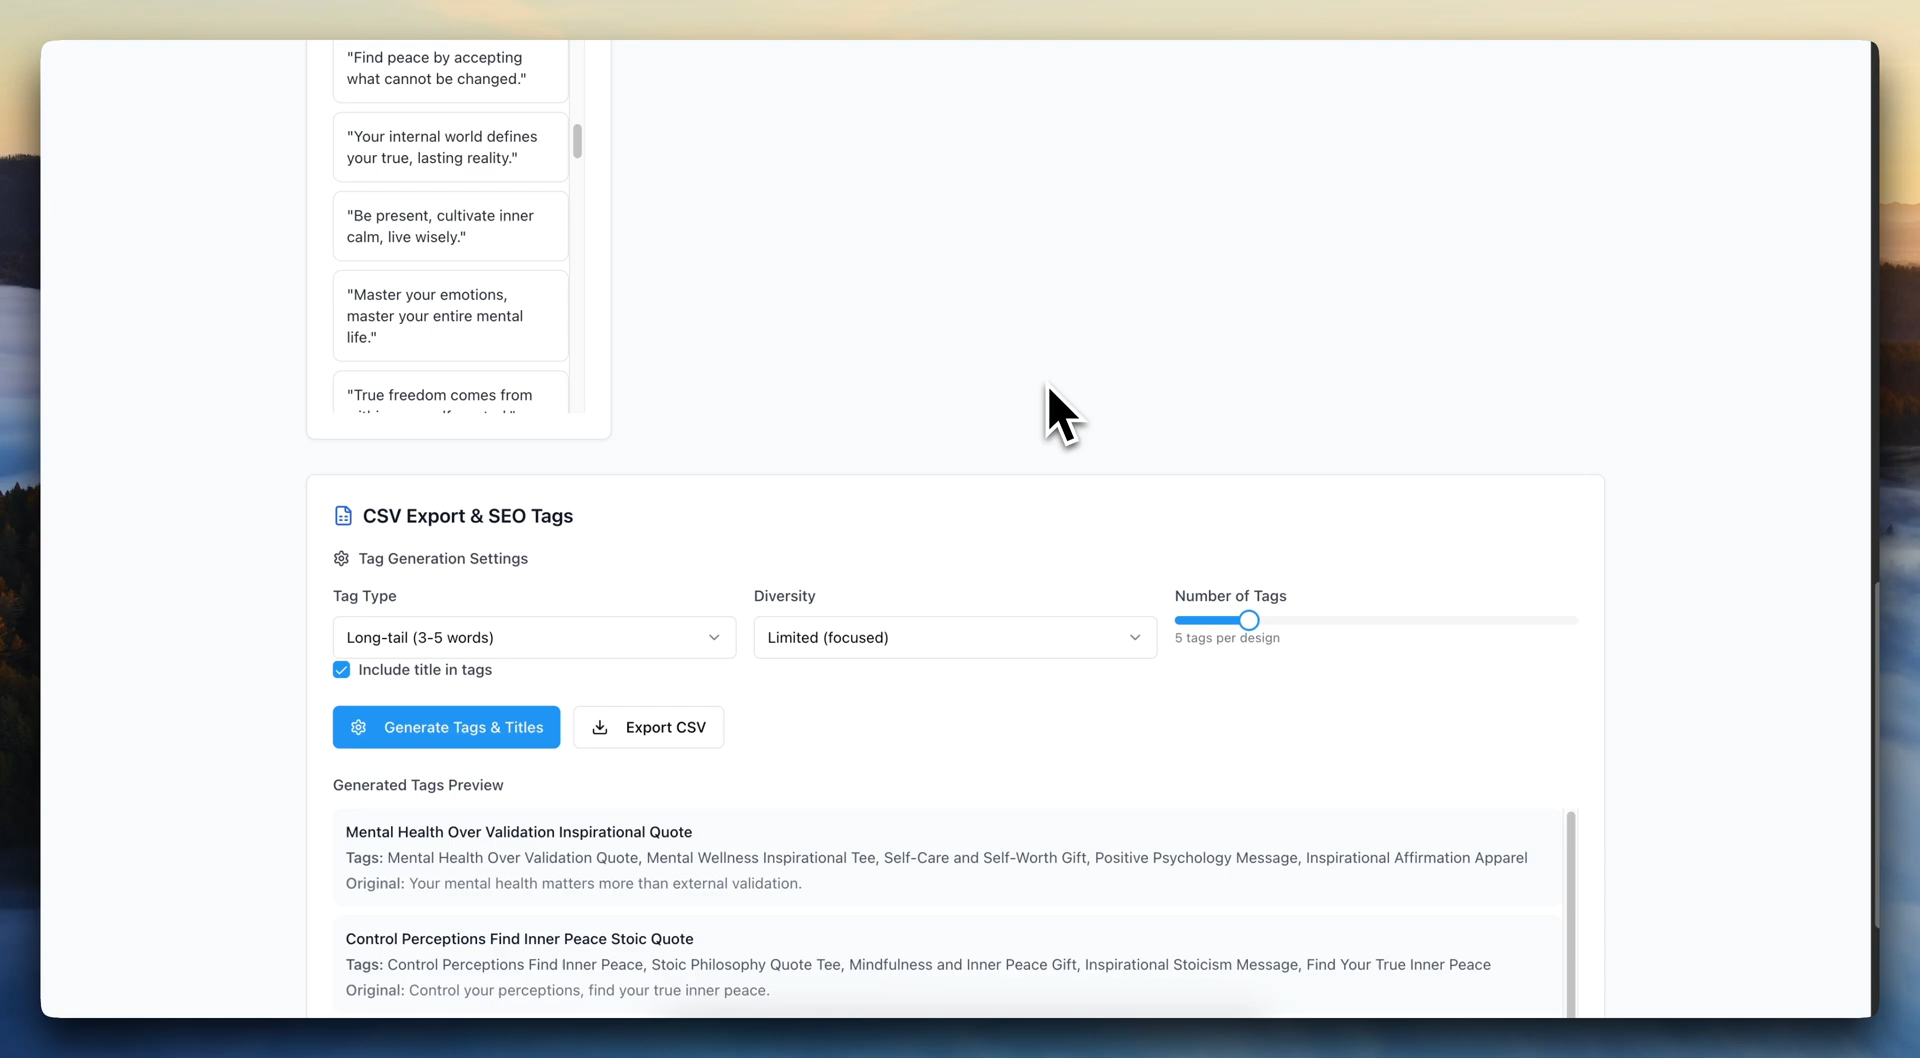 "Find peace by accepting
what cannot be changed."
"Your internal world defines
your true, lasting reality."
"Be present, cultivate inner
calm, live wisely."
"Master your emotions,
master your entire mental
life."
"True freedom comes from
CSV Export & SEO Tags
Tag Generation Settings
Tag Type
Diversity
Number of Tags
Long-tail (3-5 words)
Limited (focused)
5 tags per design
Include title in tags
Generate Tags & Titles
Export CSV
Generated Tags Preview
Mental Health Over Validation Inspirational Quote
Tags: Mental Health Over Validation Quote, Mental Wellness Inspirational Tee, Self-Care and Self-Worth Gift, Positive Psychology Message, Inspirational Affirmation Apparel
Original: Your mental health matters more than external validation.
Control Perceptions Find Inner Peace Stoic Quote
Tags: Control Perceptions Find Inner Peace, Stoic Philosophy Quote Tee, Mindfulness and Inner Peace Gift, Inspirational Stoicism Message, Find Your True Inner Peace
Original: Control your perceptions, find your true inner peace.